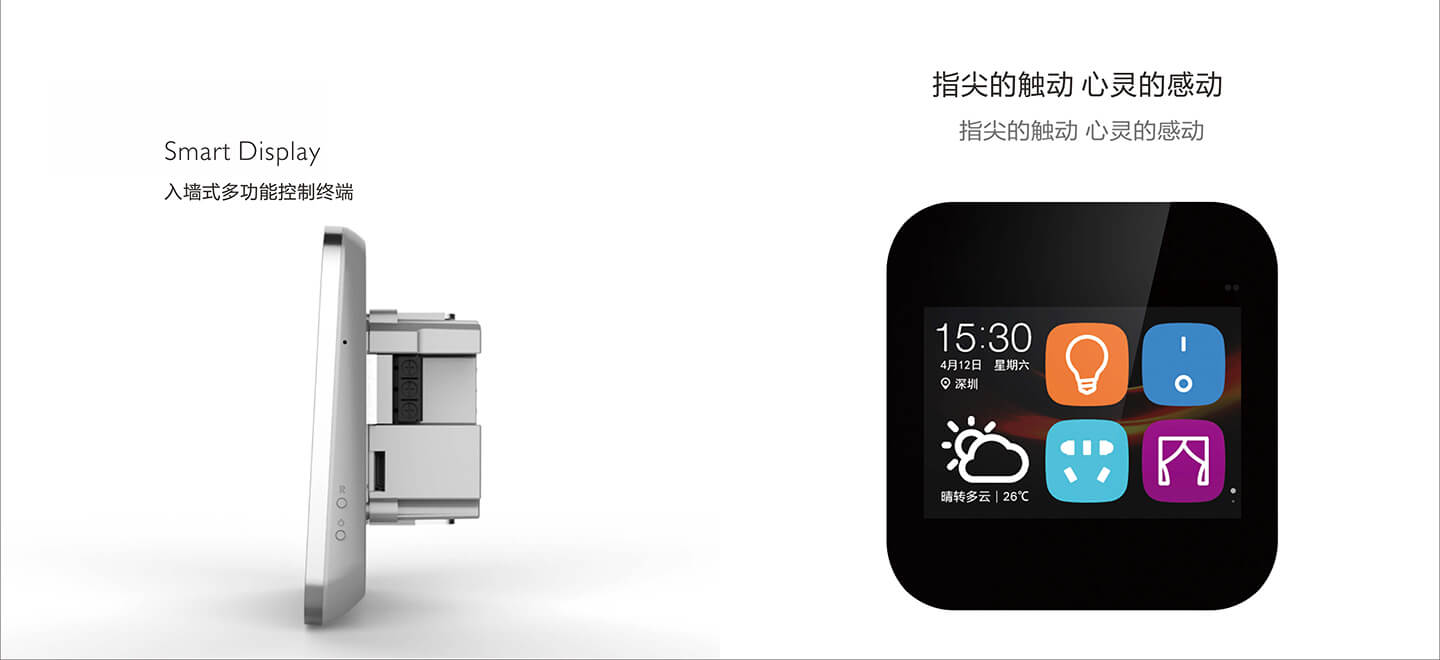 Smart Display
入墙式多功能控制终端
R
指尖的触动 心灵的感动
指尖的触动 心灵的感动
15:30
4月12日 星期六
深圳
晴转多云 | 26℃